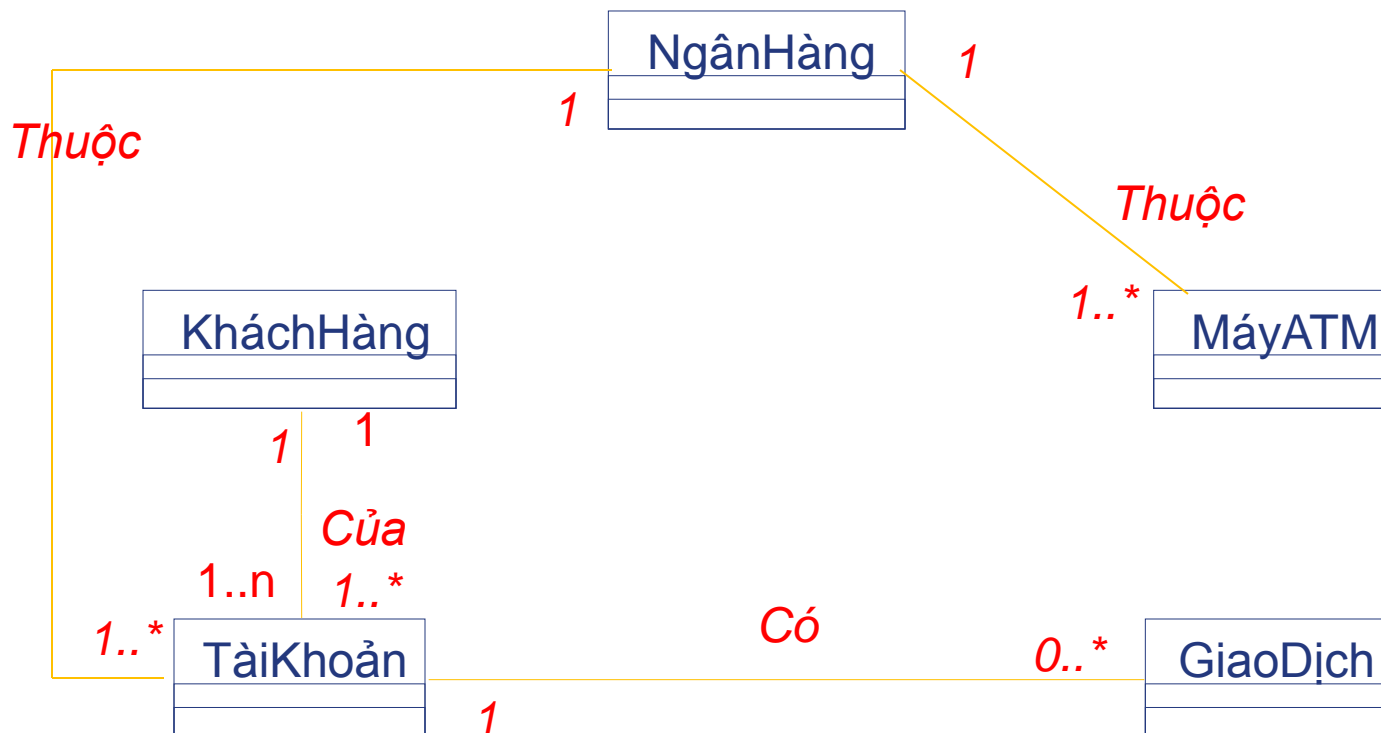 NgânHàng
1
1
Thuộc
Thuộc
1..*
KháchHàng
MáyATM
1
1
Của
1..n
1..*
1..*
TàiKhoản
Có
0..*
GiaoDịch
1